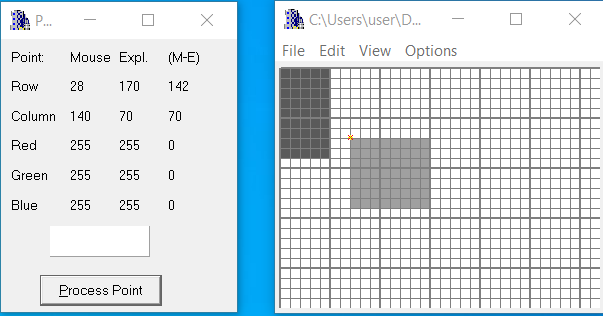 P...
Point: Mouse Expl. (M-E)
Row 28 170 142
Column 140 70 70
Red 255 255 0
Green 255 255 0
Blue 255 255 0
Process Point
C:\Users\user\D...
File Edit View Options